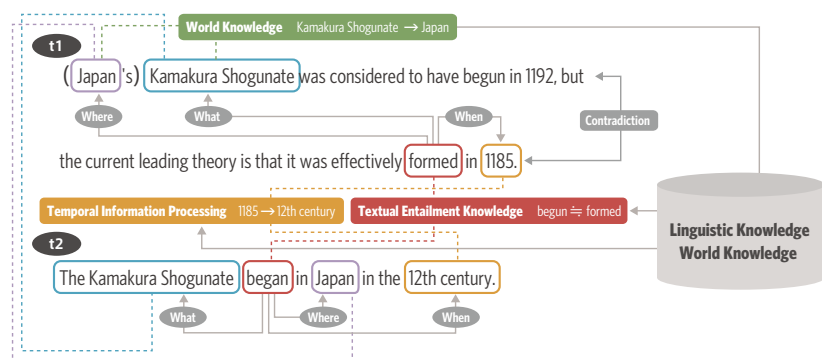 World Knowledge Kamakura Shogunate → Japan
t1
(Japan's) Kamakura Shogunate was considered to have begun in 1192, but
Where
What
When
Contradiction
the current leading theory is that it was effectively formed in 1185.
Temporal Information Processing 1185 → 12th century
Textual Entailment Knowledge begun ≒ formed
Linguistic Knowledge
World Knowledge
t2
The Kamakura Shogunate began in Japan in the 12th century.
What
Where
When